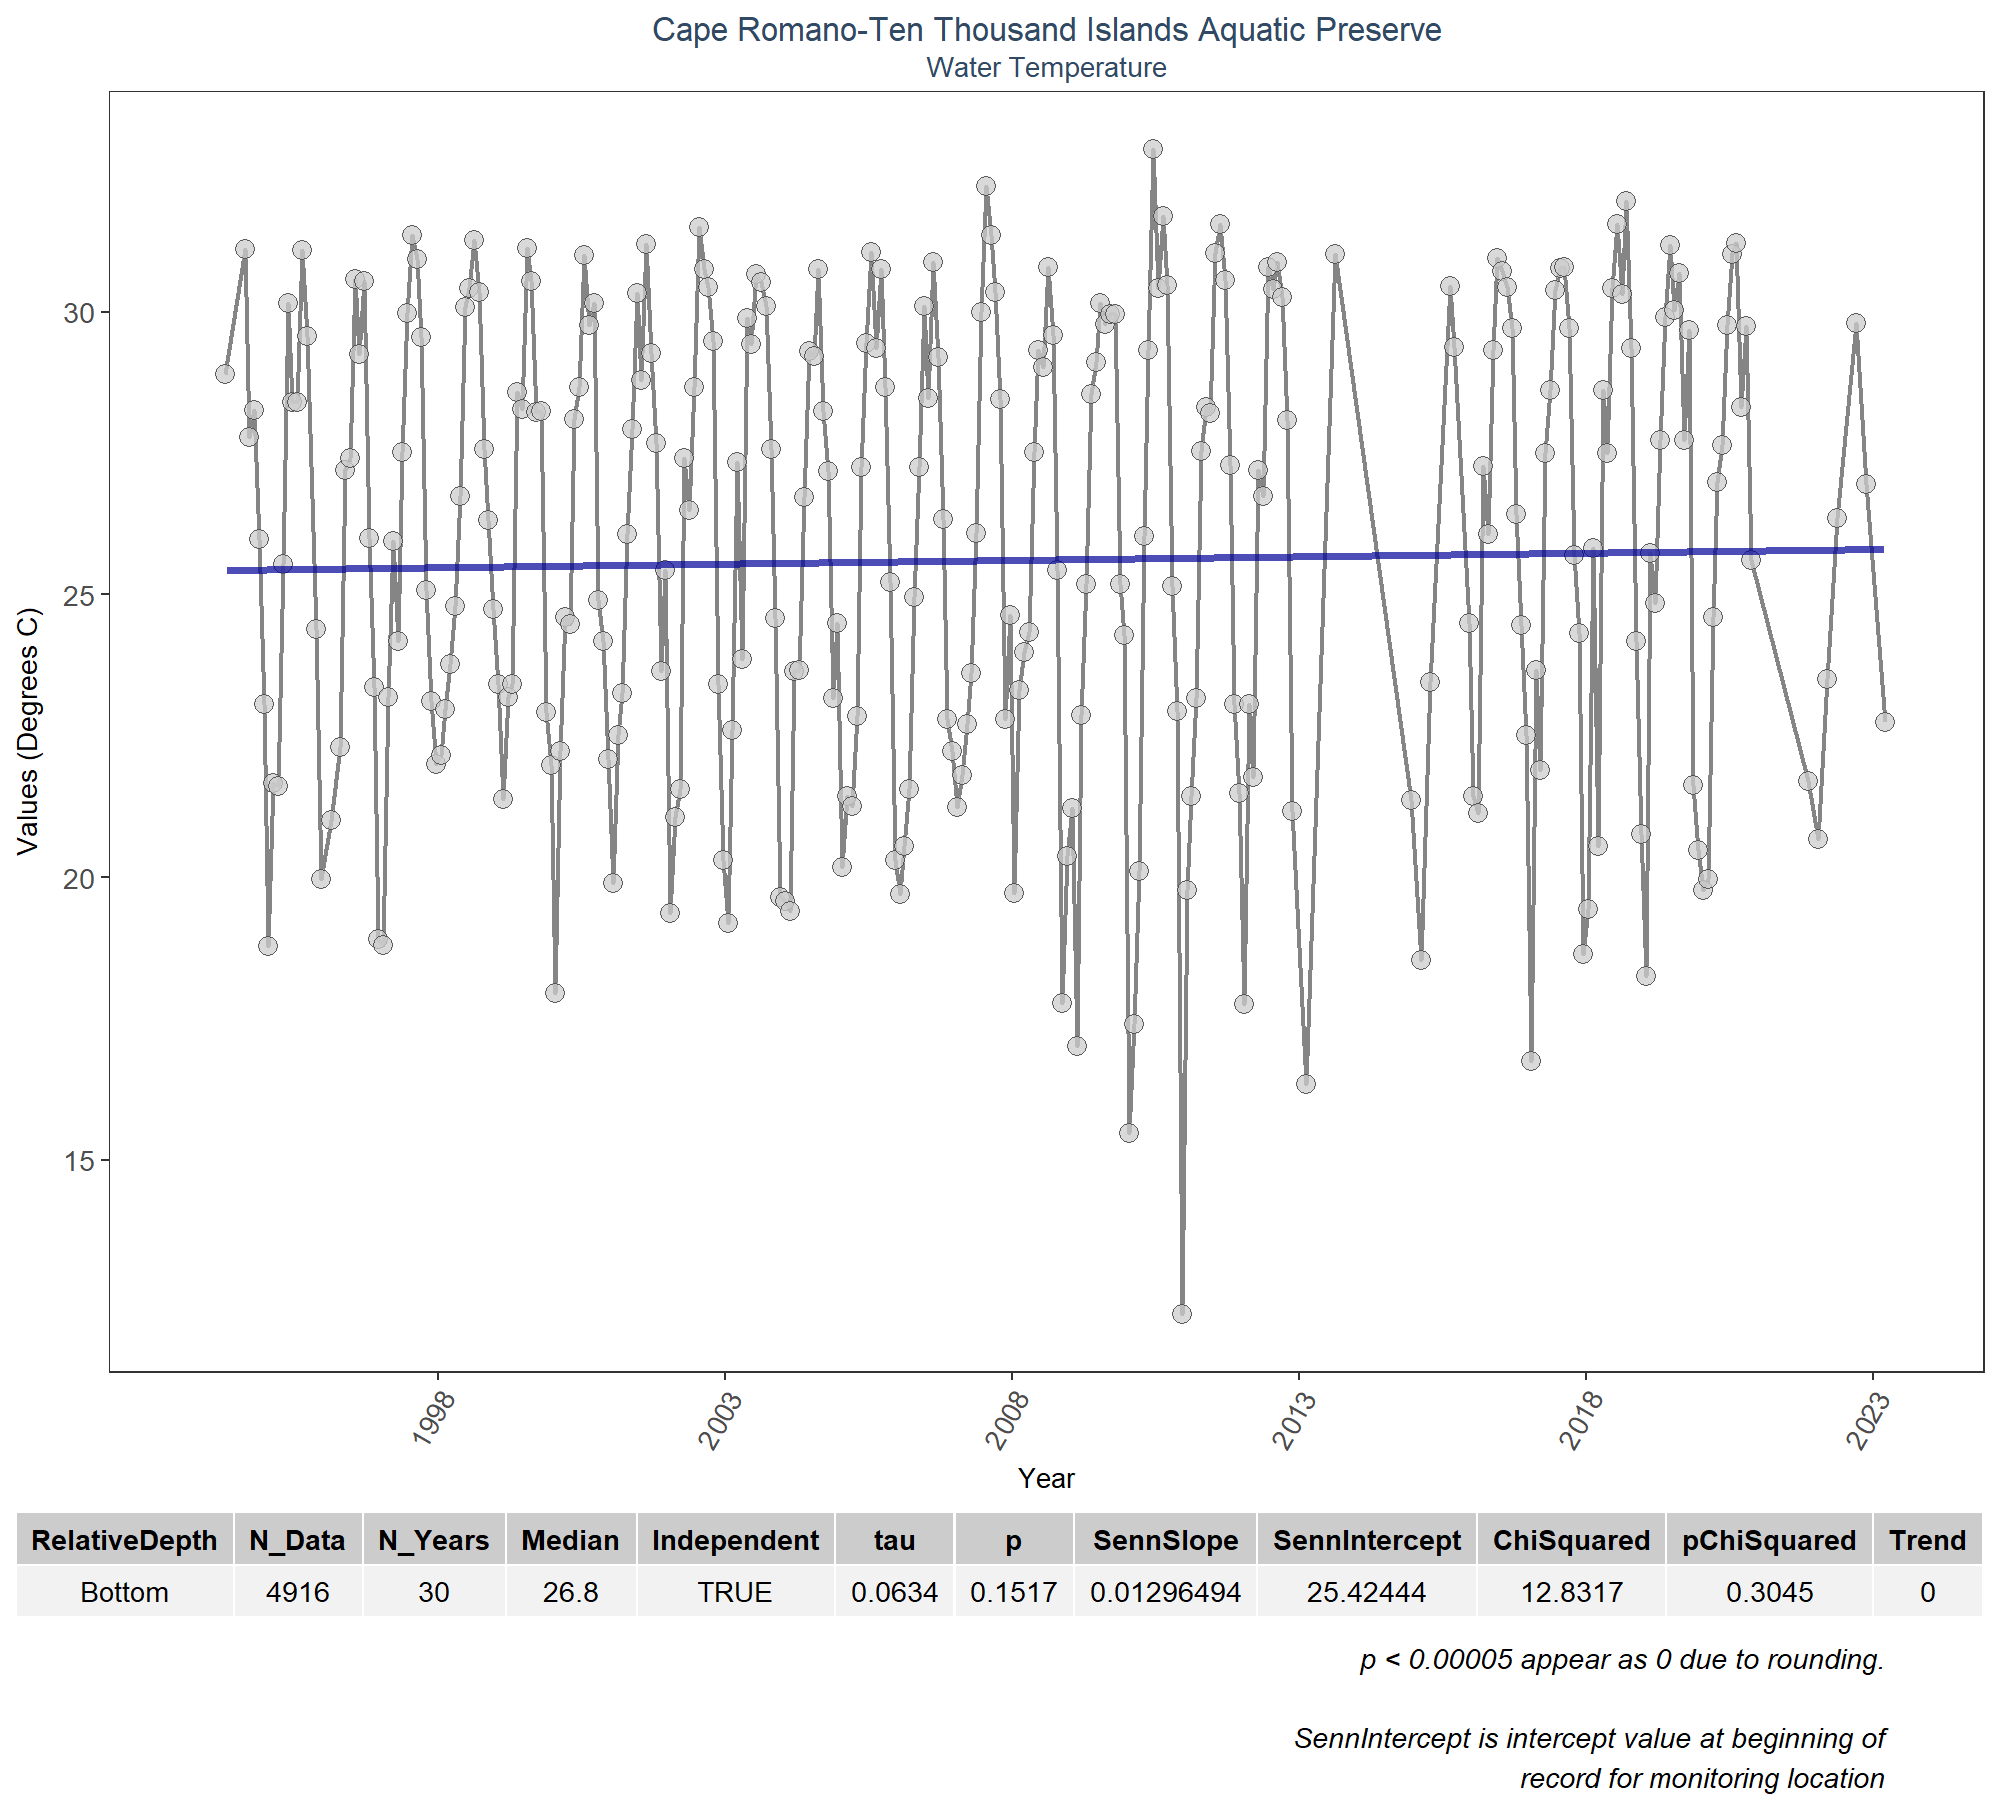 Cape Romano-Ten Thousand Islands Aquatic Preserve
Water Temperature
Values (Degrees C)
30
25
20
15
1998
2003
2008
2013
2018
2023
Year
RelativeDepth N_Data N_Years Median Independent tau p SennSlope SennIntercept ChiSquared pChiSquared Trend
Bottom 4916 30 26.8 TRUE 0.0634 0.1517 0.01296494 25.42444 12.8317 0.3045 0
p < 0.00005 appear as 0 due to rounding.
SennIntercept is intercept value at beginning of
record for monitoring location